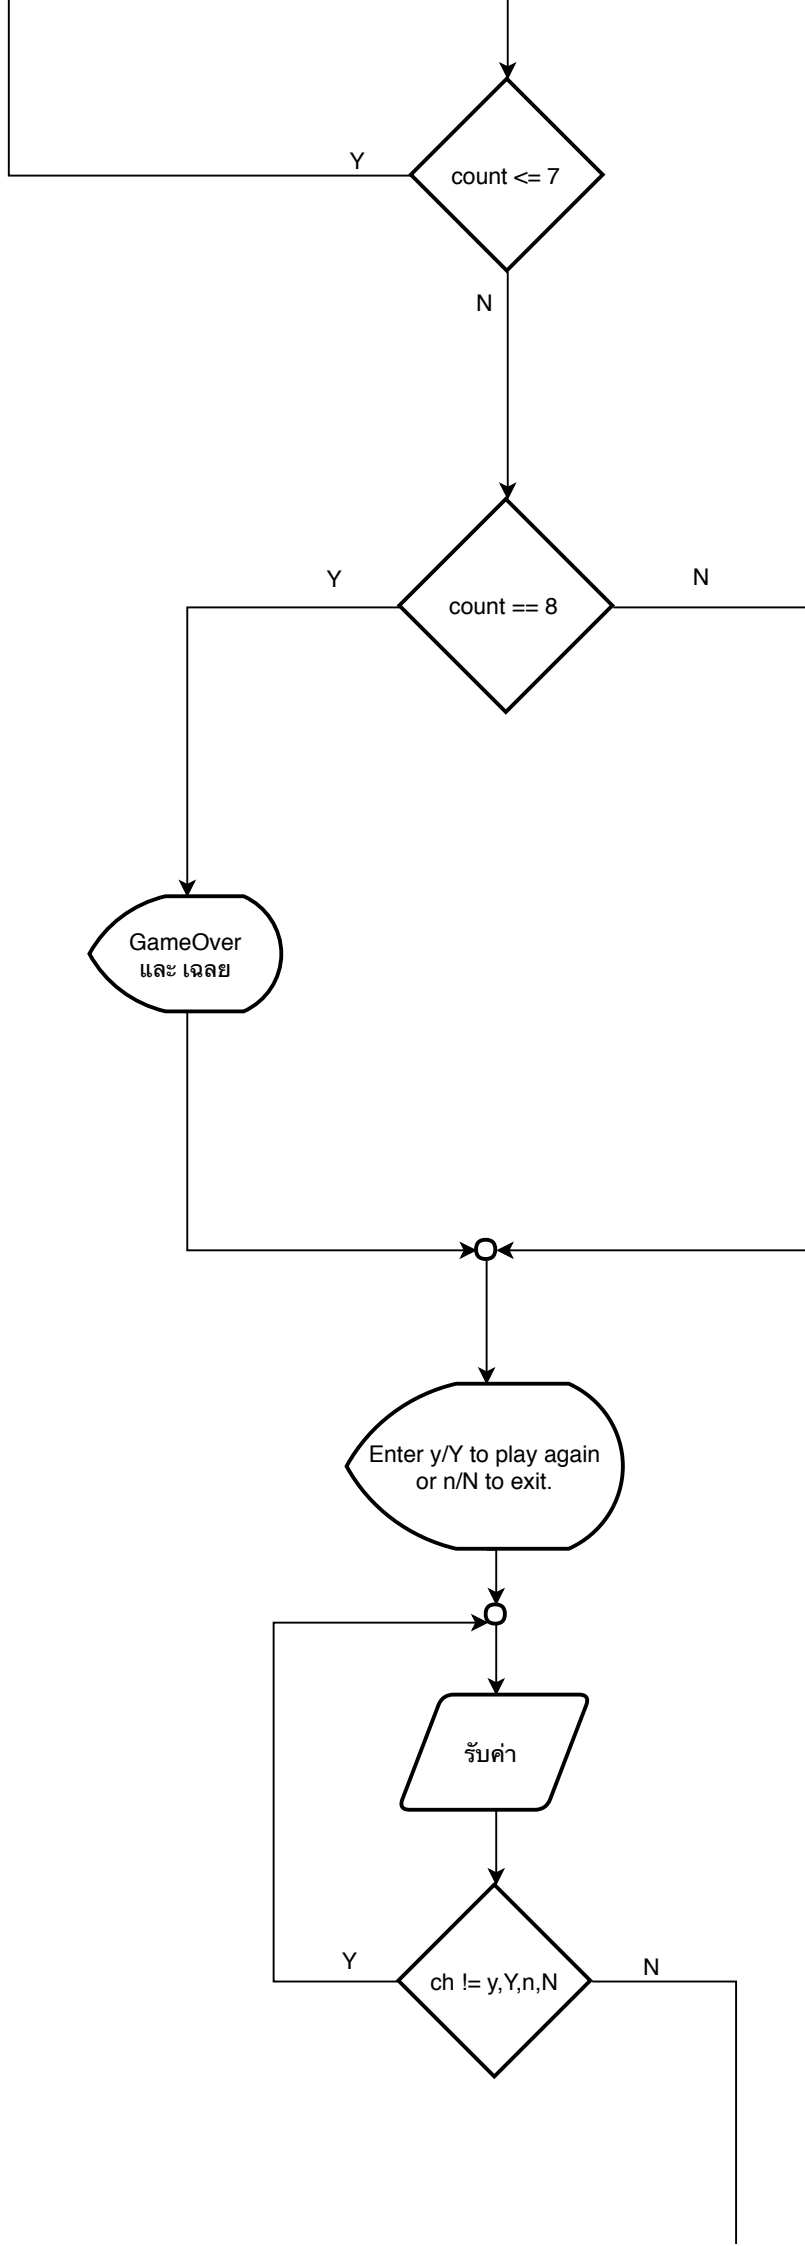 Y
count <= 7
N
Y
N
count == 8
GameOver
และ เฉลย
Enter y/Y to play again
or n/N to exit.
รับค่า
Y
N
ch != y,Y,n,N